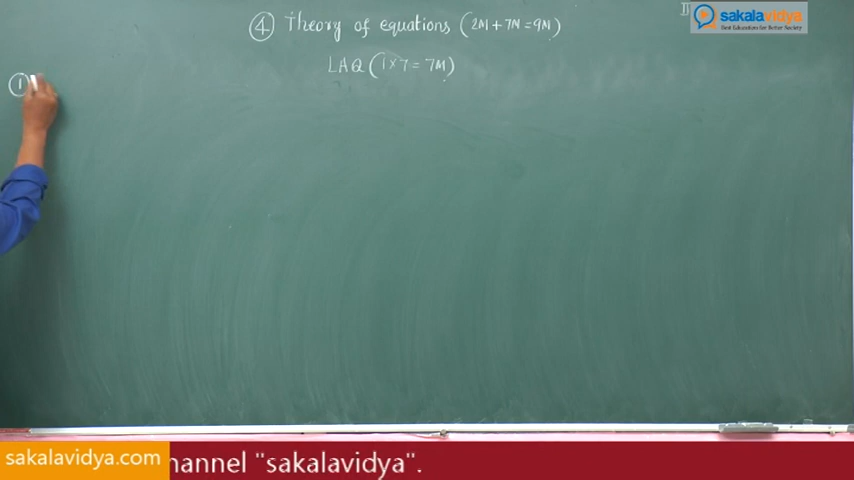 ④ Theory of equations (2M + 7M = 9M)
II
sakalavidya
Best Education for Better Society
LAQ (1×7 = 7M)
①
sakalavidya.com
hannel "sakalavidya".